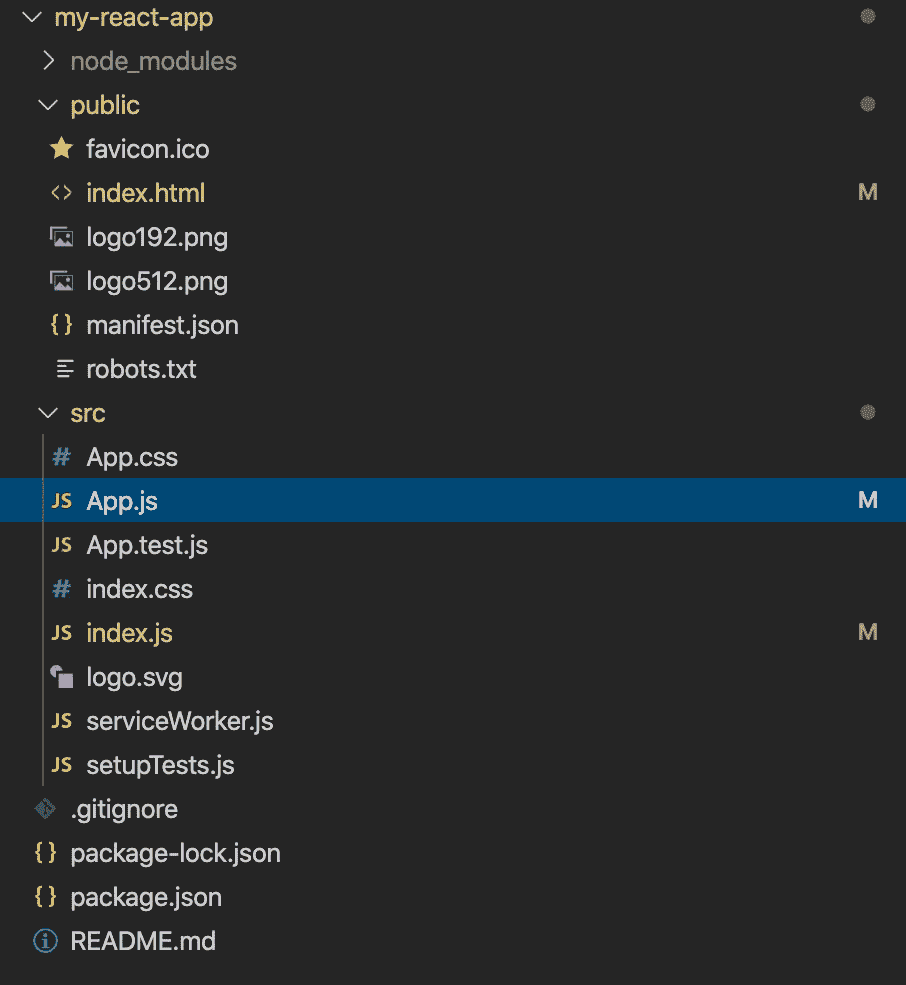 my-react-app
node_modules
public
favicon.ico
<> index.html M
logo192.png
logo512.png
{} manifest.json
robots.txt
src
# App.css
JS App.js M
JS App.test.js
# index.css
JS index.js M
logo.svg
JS serviceWorker.js
JS setupTests.js
.gitignore
{} package-lock.json
{} package.json
README.md